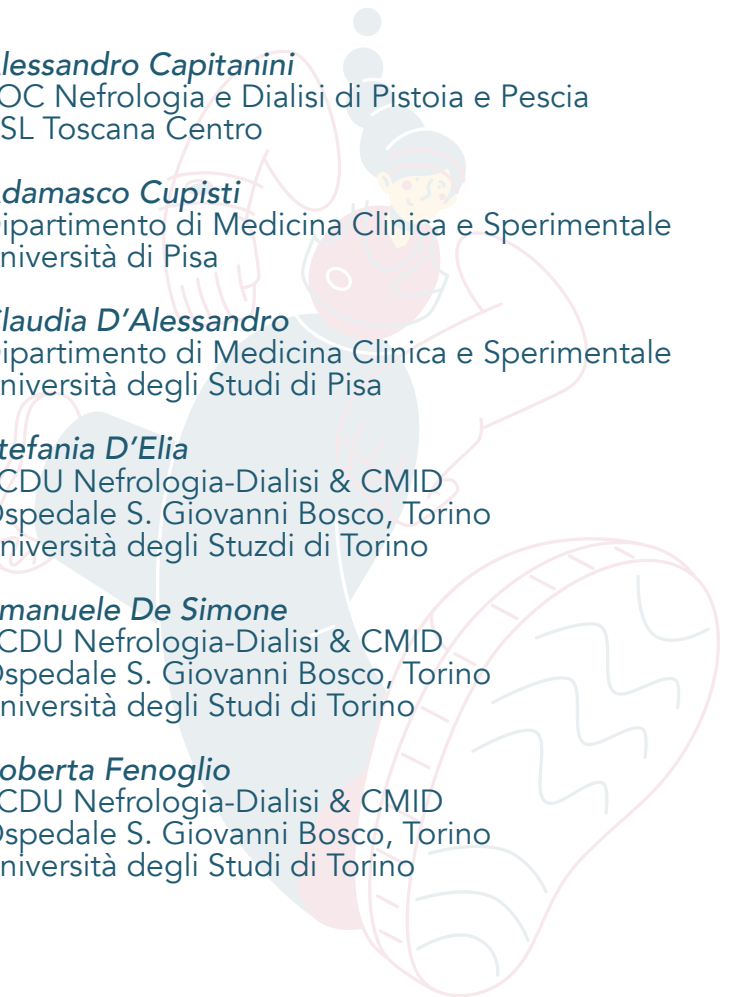 lessandro Capitanini
OC Nefrologia e Dialisi di Pistoia e Pescia
SL Toscana Centro
damasco Cupisti
ipartimento di Medicina Clinica e Sperimentale
niversità di Pisa
laudia D’Alessandro
ipartimento di Medicina Clinica e Sperimentale
niversità degli Studi di Pisa
tefania D’Elia
CDU Nefrologia-Dialisi & CMID
spedale S. Giovanni Bosco, Torino
niversità degli Stuzdi di Torino
manuele De Simone
CDU Nefrologia-Dialisi & CMID
spedale S. Giovanni Bosco, Torino
niversità degli Studi di Torino
oberta Fenoglio
CDU Nefrologia-Dialisi & CMID
spedale S. Giovanni Bosco, Torino
niversità degli Studi di Torino